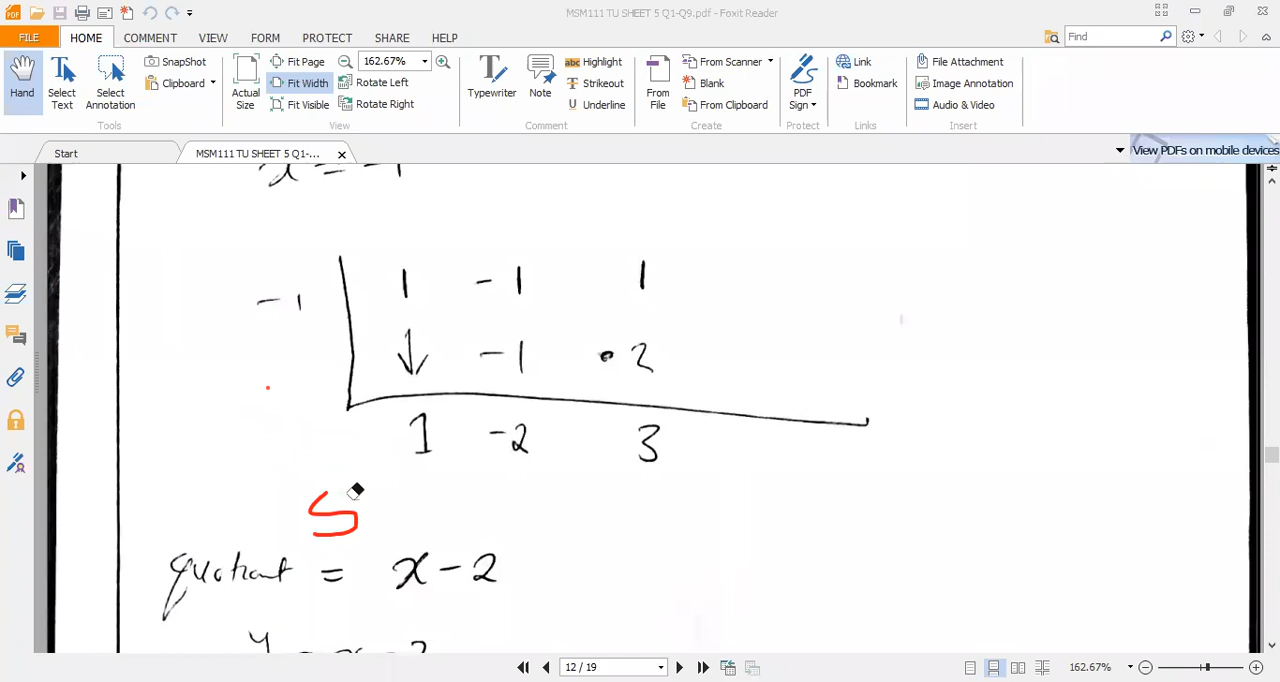 MSM111 TU SHEET 5 Q1-Q9.pdf - Foxit Reader
FILE HOME COMMENT VIEW FORM PROTECT SHARE HELP Find
Hand Select Text Select Annotation SnapShot Clipboard Tools
Actual Size Fit Page Fit Width Fit Visible 162.67% Rotate Left Rotate Right View
Typewriter Note Highlight Strikeout Underline Comment
From File From Scanner Blank From Clipboard Create
PDF Sign Protect
Link Bookmark Links
File Attachment Image Annotation Audio & Video Insert
Start MSM111 TU SHEET 5 Q1-... View PDFs on mobile devices
x = -1
-1 1 -1 1
↓ -1 2
1 -2 3
S
quotient = x - 2
12 / 19 162.67%